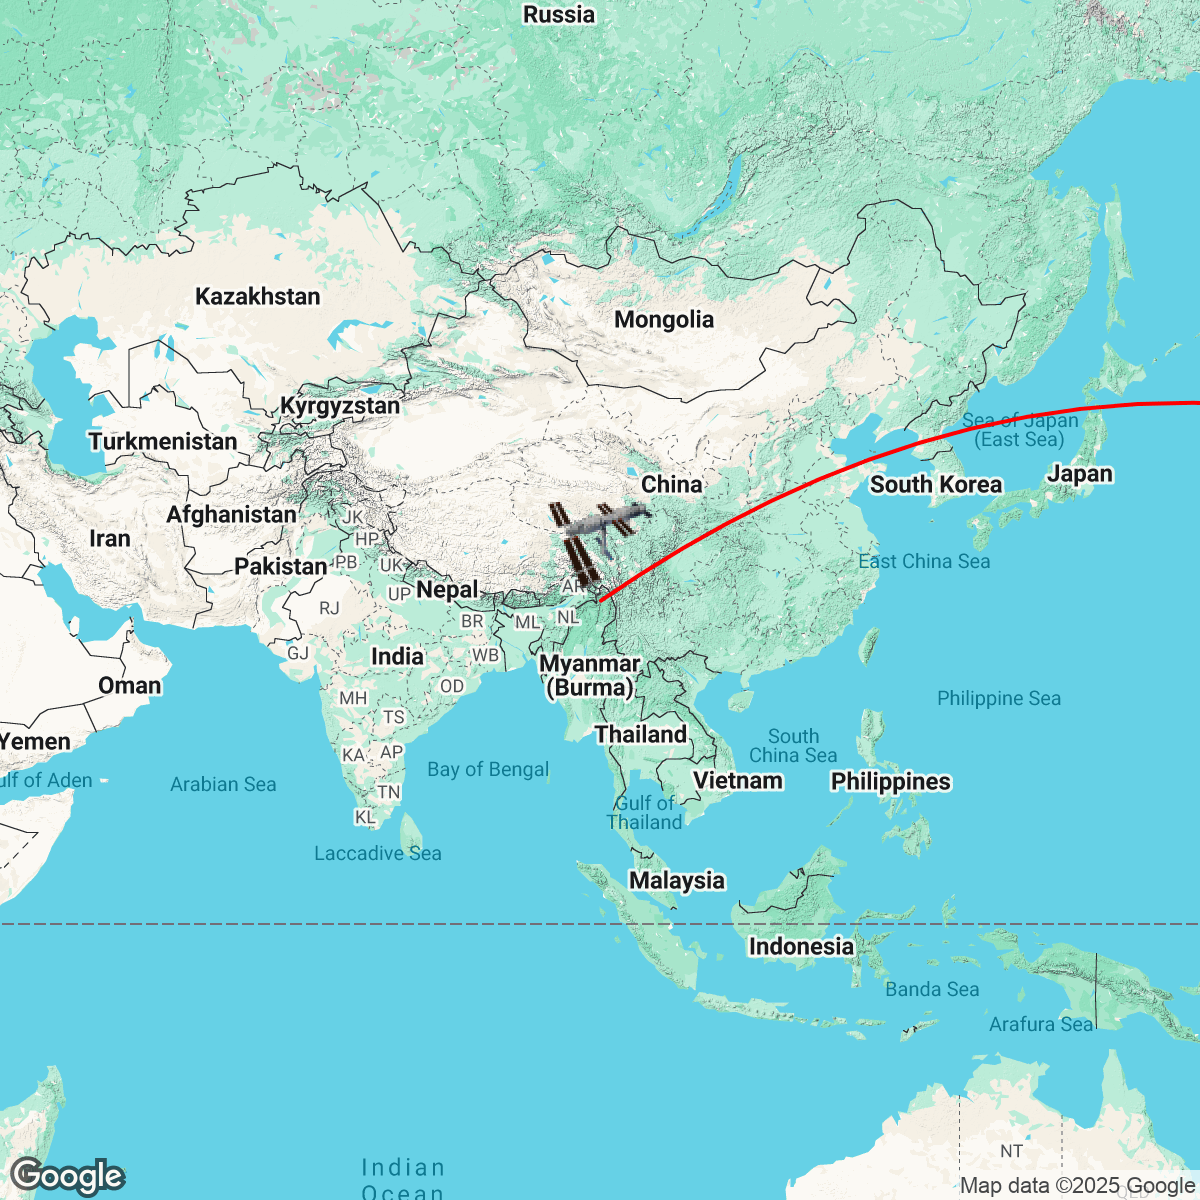 Russia
Kazakhstan
Mongolia
Kyrgyzstan
Turkmenistan
Sea of Japan
(East Sea)
Japan
China
South Korea
Afghanistan
JK
HP
Iran
PB
UK
Pakistan
East China Sea
Nepal
AR
UP
RJ
BR
ML
NL
GJ
India
WB
Myanmar
(Burma)
Oman
OD
MH
Philippine Sea
TS
Thailand
South
China Sea
Yemen
KA
AP
Bay of Bengal
ulf of Aden
Arabian Sea
Vietnam
Philippines
TN
Gulf of
Thailand
KL
Laccadive Sea
Malaysia
Indonesia
Banda Sea
Arafura Sea
NT
Indian
Ocean
Google
Map data ©2025 Google